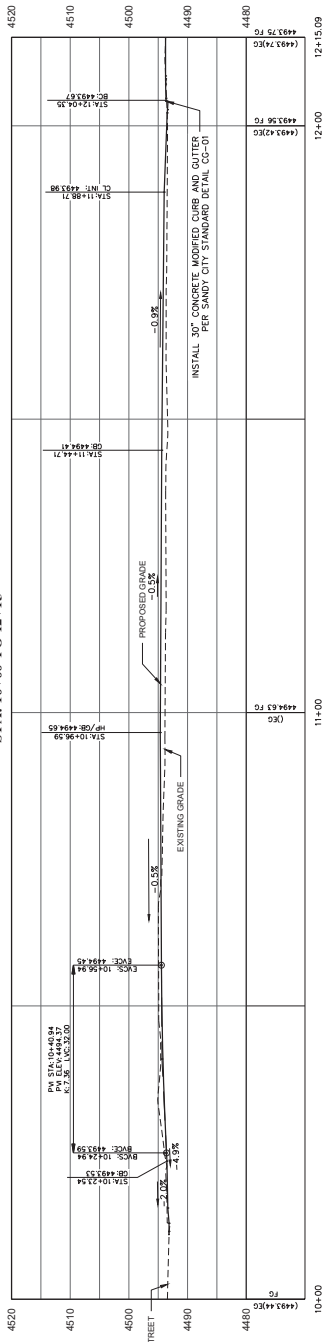 4520
4510
4500
4490
4480
4520
4510
4500
4490
4480
10+00
11+00
12+00
12+15.09
TREET
-2.0%
-4.9%
STA: 10+23.54
GB: 4493.53
BVCS: 10+24.94
BVCE: 4493.59
PVI STA:10+40.94
PVI ELEV:4494.37
K: 7.36 LVC:32.00
EVCS: 10+56.94
EVCE: 4494.45
-0.5%
EXISTING GRADE
STA: 10+96.59
HP/GB: 4494.65
PROPOSED GRADE
-0.5%
STA: 11+44.71
GB: 4494.41
-0.9%
STA: 11+88.71
CL INT: 4493.98
STA: 12+04.35
BC: 4493.67
INSTALL 30" CONCRETE MODIFIED CURB AND GUTTER
PER SANDY CITY STANDARD DETAIL CG-01
(4493.44)EG
FG
)EG
4494.63 FG
(4493.42)EG
4493.56 FG
(4493.74)EG
4493.75 FG